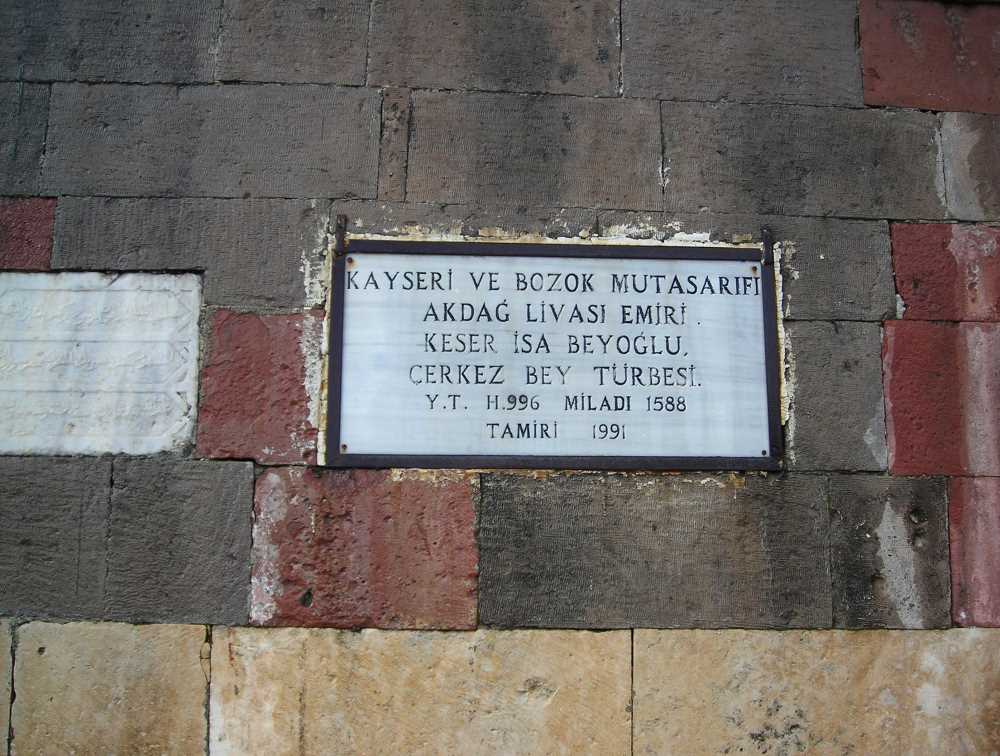 KAYSERİ VE BOZOK MUTASARIFI
AKDAĞ LİVASI EMİRİ.
KESER İSA BEYOĞLU,
ÇERKEZ BEY TÜRBESİ.
Y.T. H.996 MİLADI 1588
TAMİRİ 1991